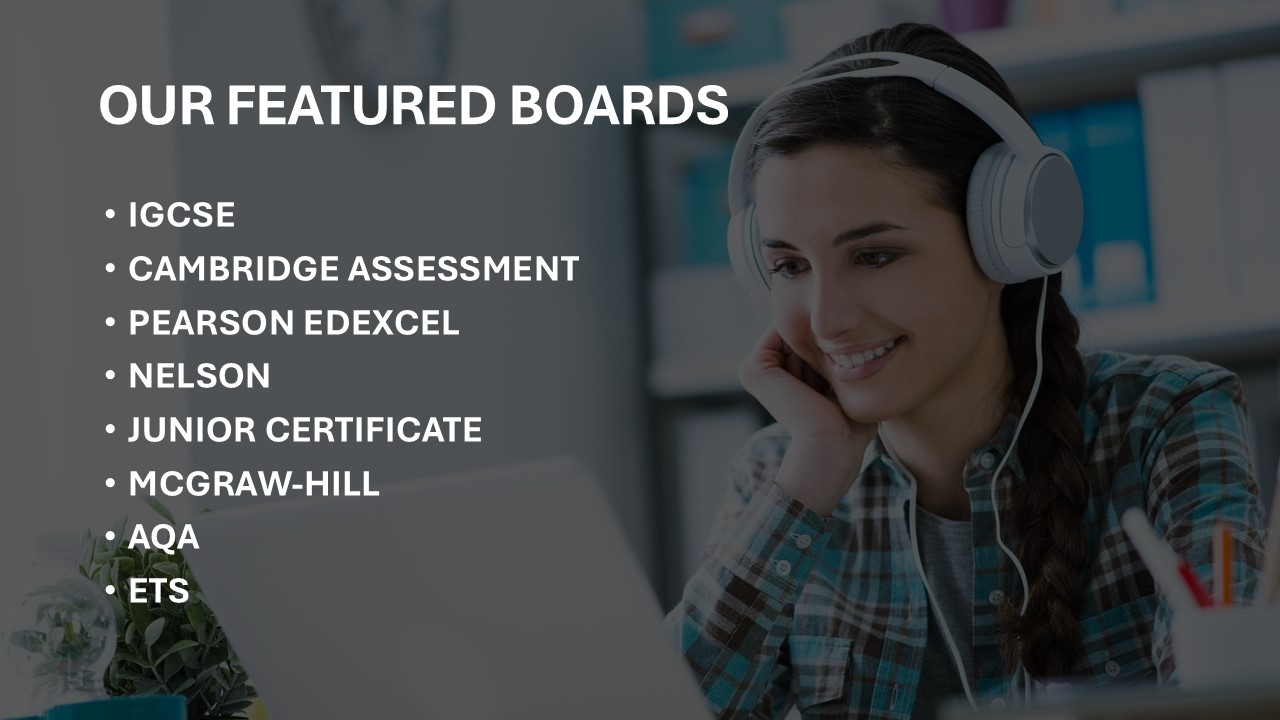 OUR FEATURED BOARDS
• IGCSE
• CAMBRIDGE ASSESSMENT
• PEARSON EDEXCEL
• NELSON
• JUNIOR CERTIFICATE
• MCGRAW-HILL
• AQA
• ETS